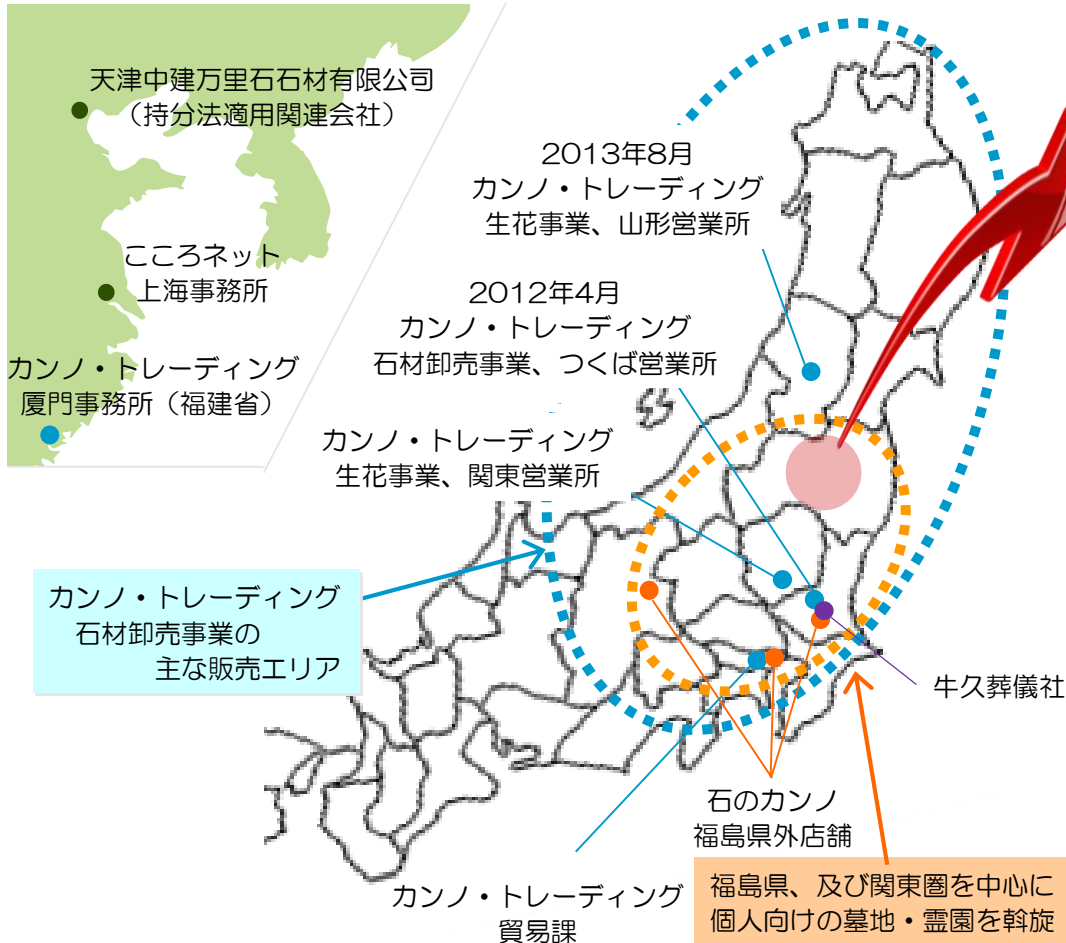 天津中建万里石石材有限公司
（持分法適用関連会社）
こころネット
上海事務所
カンノ・トレーディング
厦門事務所（福建省）
2013年8月
カンノ・トレーディング
生花事業、山形営業所
2012年4月
カンノ・トレーディング
石材卸売事業、つくば営業所
カンノ・トレーディング
生花事業、関東営業所
カンノ・トレーディング
石材卸売事業の
主な販売エリア
牛久葬儀社
石のカンノ
福島県外店舗
カンノ・トレーディング
貿易課
福島県、及び関東圏を中心に
個人向けの墓地・霊園を斡旋